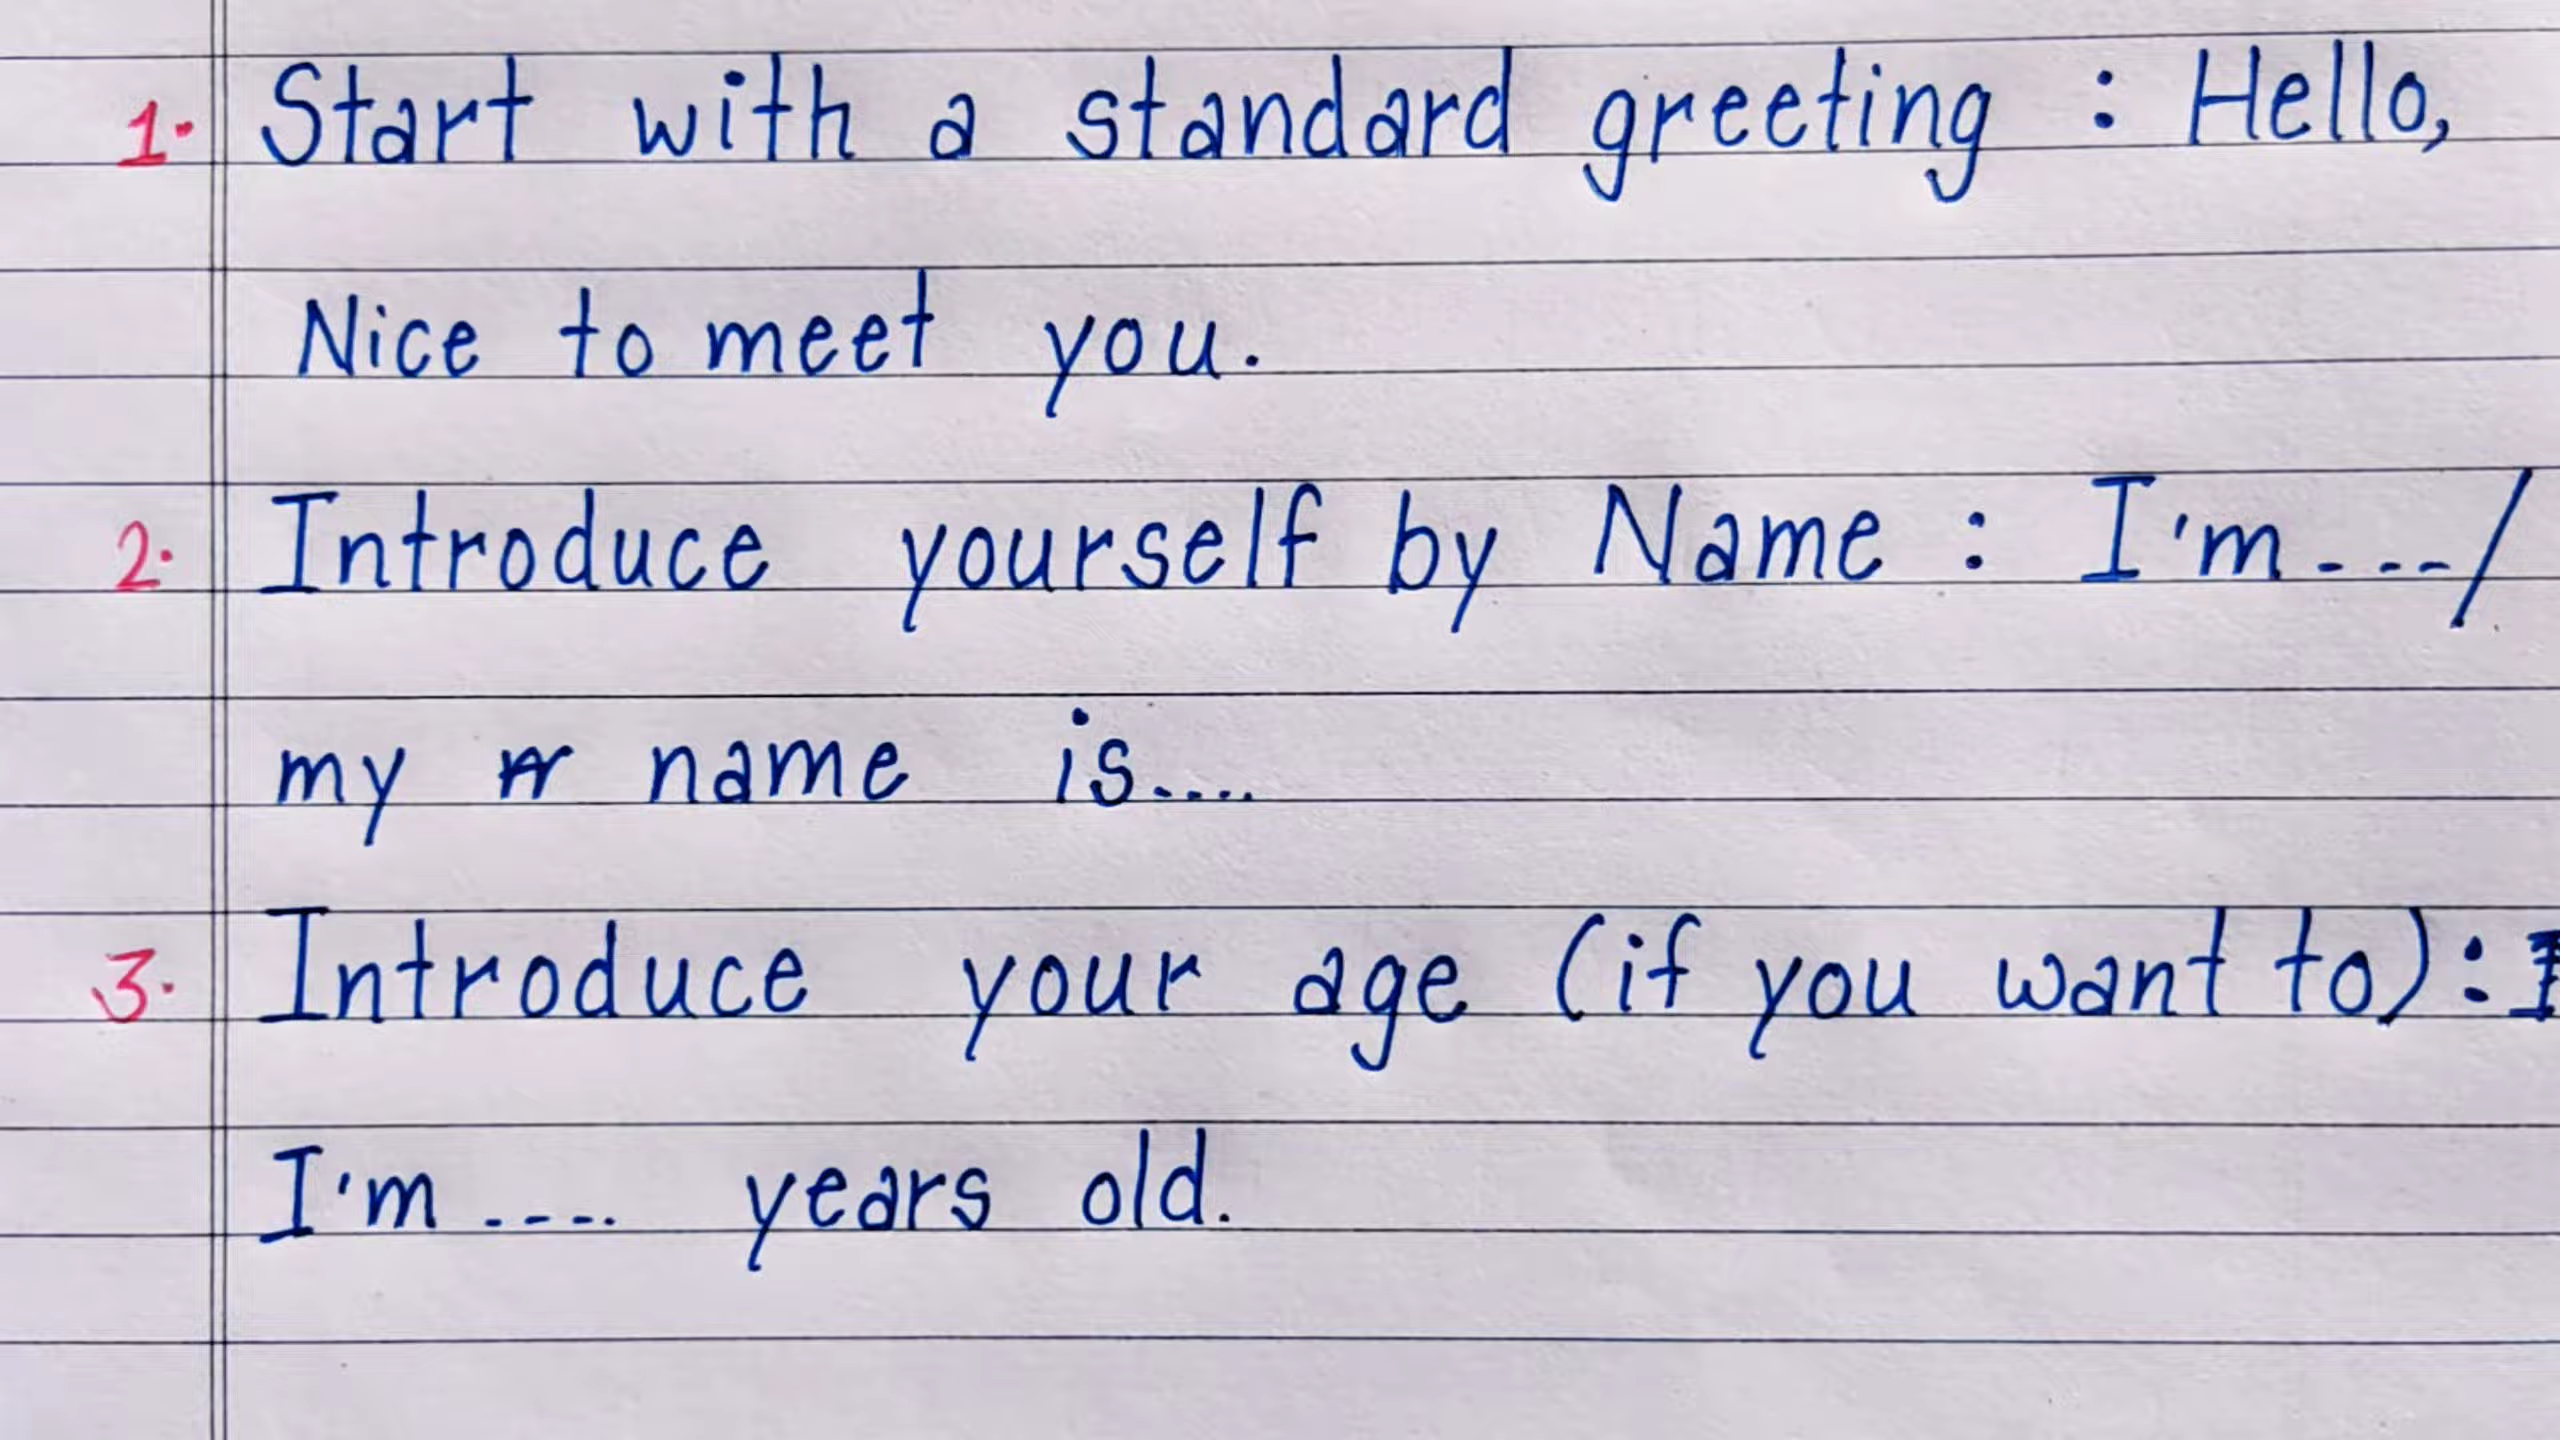 1. Start with a standard greeting : Hello,
Nice to meet you.
2. Introduce yourself by Name : I'm..../
my name is....
3. Introduce your age (if you want to) :
I'm .... years old.